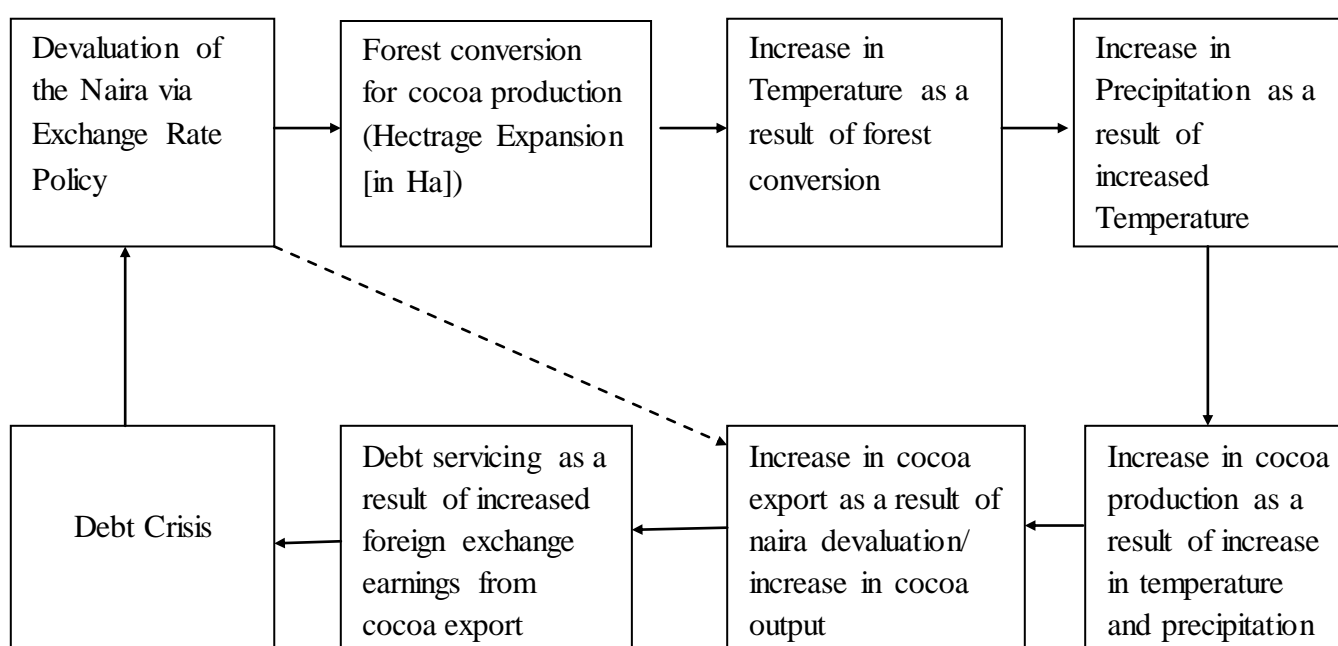 Devaluation of
the Naira via
Exchange Rate
Policy
Forest conversion
for cocoa production
(Hectrage Expansion
[in Ha])
Increase in
Temperature as a
result of forest
conversion
Increase in
Precipitation as a
result of
increased
Temperature
Debt Crisis
Debt servicing as a
result of increased
foreign exchange
earnings from
cocoa export
Increase in cocoa
export as a result of
naira devaluation/
increase in cocoa
output
Increase in cocoa
production as a
result of increase
in temperature
and precipitation